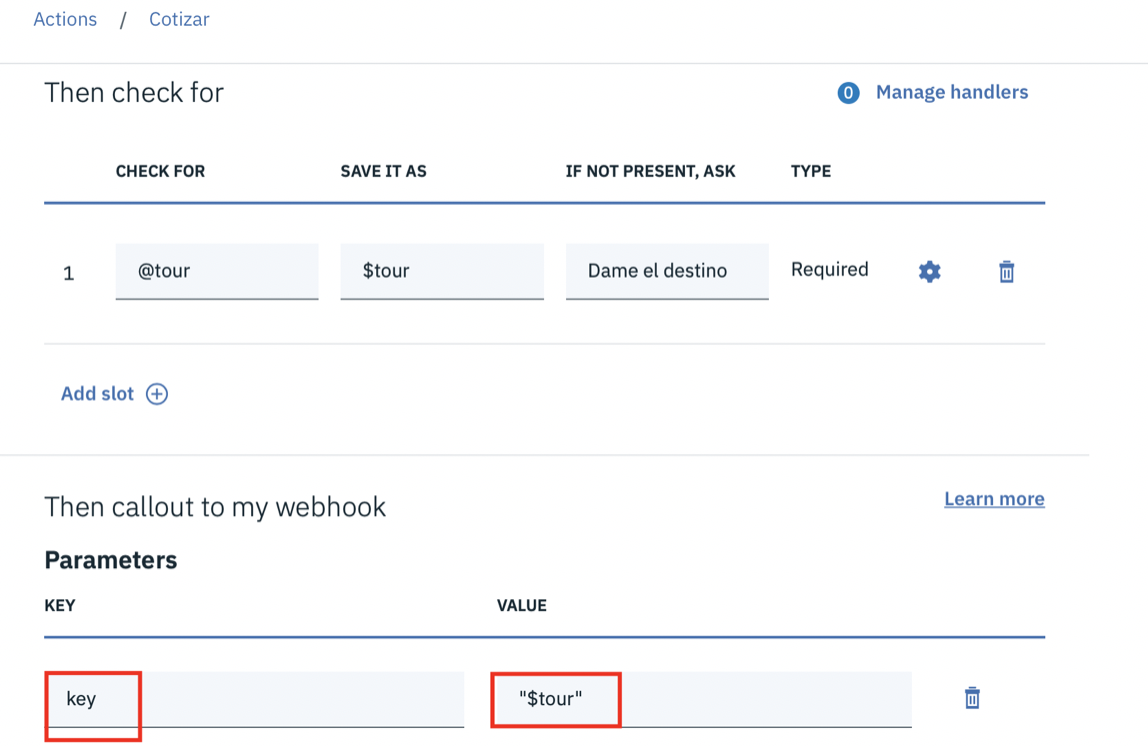 Actions / Cotizar
Then check for
0 Manage handlers
CHECK FOR SAVE IT AS IF NOT PRESENT, ASK TYPE
1 @tour $tour Dame el destino Required
Add slot
Then callout to my webhook
Learn more
Parameters
KEY VALUE
key "$tour"